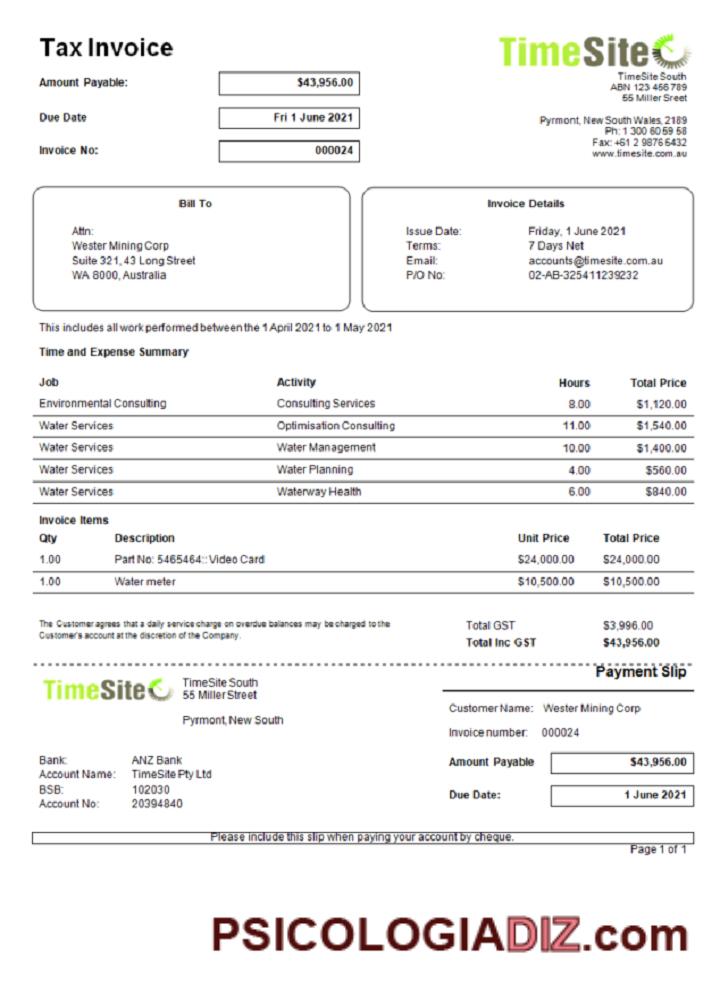 Tax Invoice
TimeSite
Amount Payable: $43,956.00
Due Date Fri 1 June 2021
Invoice No: 000024
TimeSite South
ABN 123 456 789
55 Miller Sreet
Pyrmont, New South Wales, 2189
Ph: 1 300 60 59 58
Fax: +61 2 9876 5432
www.timesite.com.au
Bill To
Attn:
Wester Mining Corp
Suite 321, 43 Long Street
WA 8000, Australia
Invoice Details
Issue Date: Friday, 1 June 2021
Terms: 7 Days Net
Email: accounts@timesite.com.au
P/O No: 02-AB-325411239232
This includes all work performed between the 1 April 2021 to 1 May 2021
Time and Expense Summary
Job Activity Hours Total Price
Environmental Consulting Consulting Services 8.00 $1,120.00
Water Services Optimisation Consulting 11.00 $1,540.00
Water Services Water Management 10.00 $1,400.00
Water Services Water Planning 4.00 $560.00
Water Services Waterway Health 6.00 $840.00
Invoice Items
Qty Description Unit Price Total Price
1.00 Part No: 5465464:: Video Card $24,000.00 $24,000.00
1.00 Water meter $10,500.00 $10,500.00
The Customer agrees that a daily service charge on overdue balances may be charged to the
Customer's account at the discretion of the Company.
Total GST $3,996.00
Total Inc GST $43,956.00
Payment Slip
TimeSite
TimeSite South
55 Miller Street
Pyrmont, New South
Customer Name: Wester Mining Corp
Invoice number: 000024
Bank: ANZ Bank
Account Name: TimeSite Pty Ltd
BSB: 102030
Account No: 20394840
Amount Payable $43,956.00
Due Date: 1 June 2021
Please include this slip when paying your account by cheque.
Page 1 of 1
PSICOLOGIADIZ.com